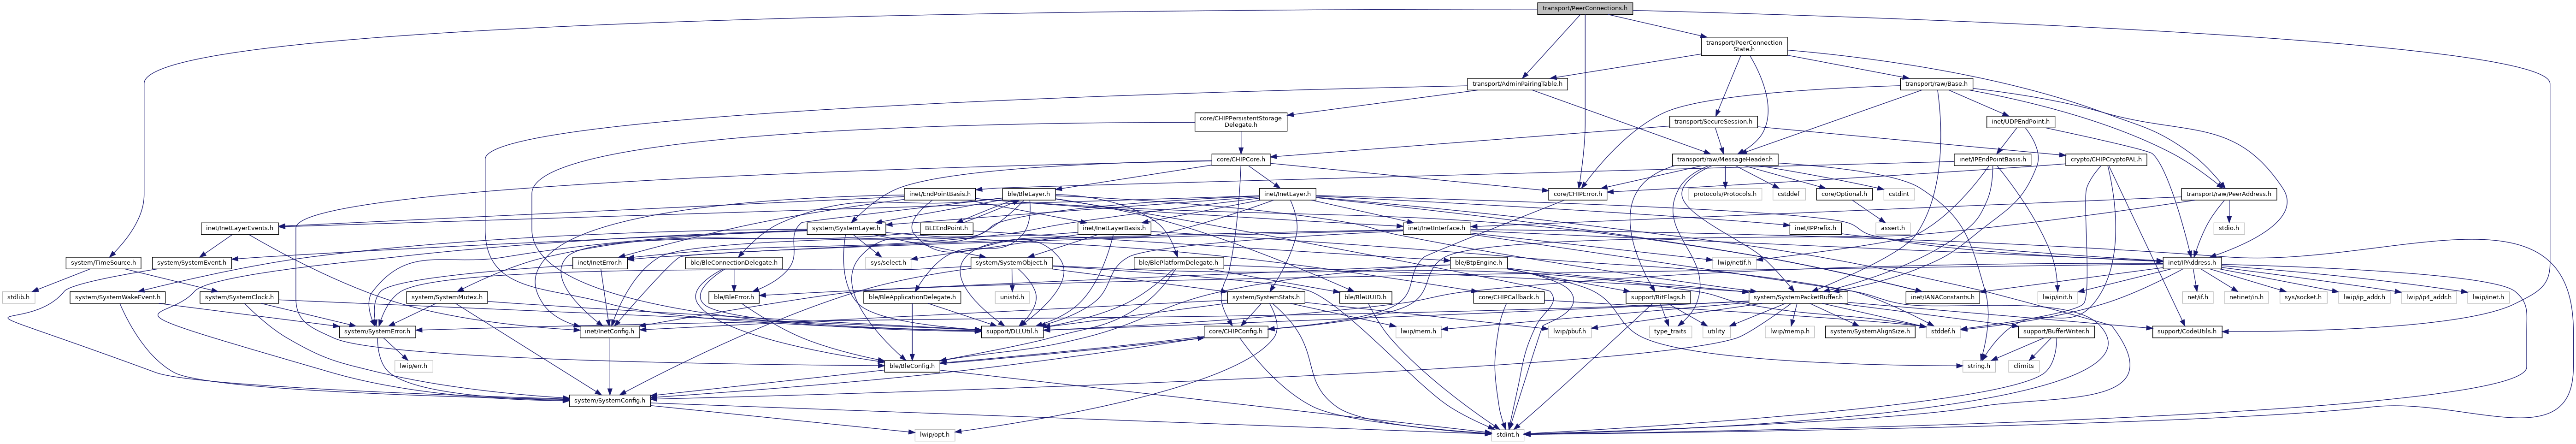 transport/PeerConnections.h
transport/PeerConnection
State.h
transport/AdminPairingTable.h
transport/raw/Base.h
core/CHIPPersistentStorage
Delegate.h
transport/SecureSession.h
inet/UDPEndPoint.h
core/CHIPCore.h
transport/raw/MessageHeader.h
inet/IPEndPointBasis.h
crypto/CHIPCryptoPAL.h
inet/EndPointBasis.h
ble/BleLayer.h
inet/InetLayer.h
core/CHIPError.h
protocols/Protocols.h
cstddef
core/Optional.h
cstdint
transport/raw/PeerAddress.h
inet/InetLayerEvents.h
system/SystemLayer.h
BLEEndPoint.h
inet/InetLayerBasis.h
inet/InetInterface.h
inet/IPPrefix.h
assert.h
stdio.h
system/TimeSource.h
system/SystemEvent.h
inet/InetError.h
ble/BleConnectionDelegate.h
sys/select.h
system/SystemObject.h
ble/BlePlatformDelegate.h
ble/BtpEngine.h
lwip/netif.h
inet/IPAddress.h
stdlib.h
system/SystemWakeEvent.h
system/SystemClock.h
system/SystemMutex.h
ble/BleError.h
ble/BleApplicationDelegate.h
unistd.h
system/SystemStats.h
ble/BleUUID.h
core/CHIPCallback.h
support/BitFlags.h
system/SystemPacketBuffer.h
inet/IANAConstants.h
lwip/init.h
net/if.h
netinet/in.h
sys/socket.h
lwip/ip_addr.h
lwip/ip4_addr.h
lwip/inet.h
system/SystemError.h
inet/InetConfig.h
support/DLLUtil.h
core/CHIPConfig.h
lwip/mem.h
lwip/pbuf.h
type_traits
utility
lwip/memp.h
system/SystemAlignSize.h
stddef.h
support/BufferWriter.h
support/CodeUtils.h
lwip/err.h
ble/BleConfig.h
string.h
climits
system/SystemConfig.h
lwip/opt.h
stdint.h